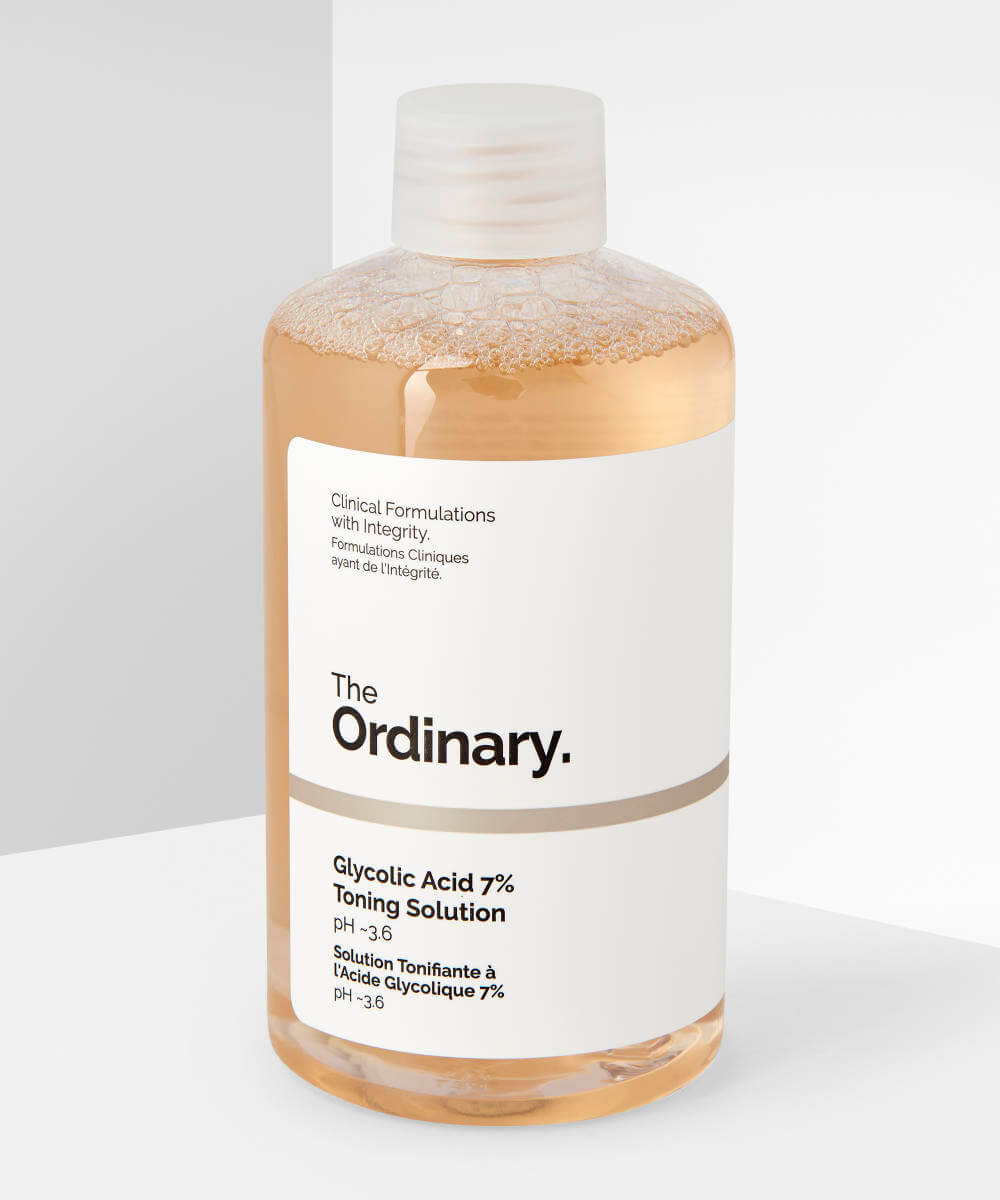 Clinical Formulations
with Integrity.
Formulations Cliniques
ayant de l'Intégrité.
The
Ordinary.
Glycolic Acid 7%
Toning Solution
pH ~3.6
Solution Tonifiante à
l'Acide Glycolique 7%
pH ~3.6